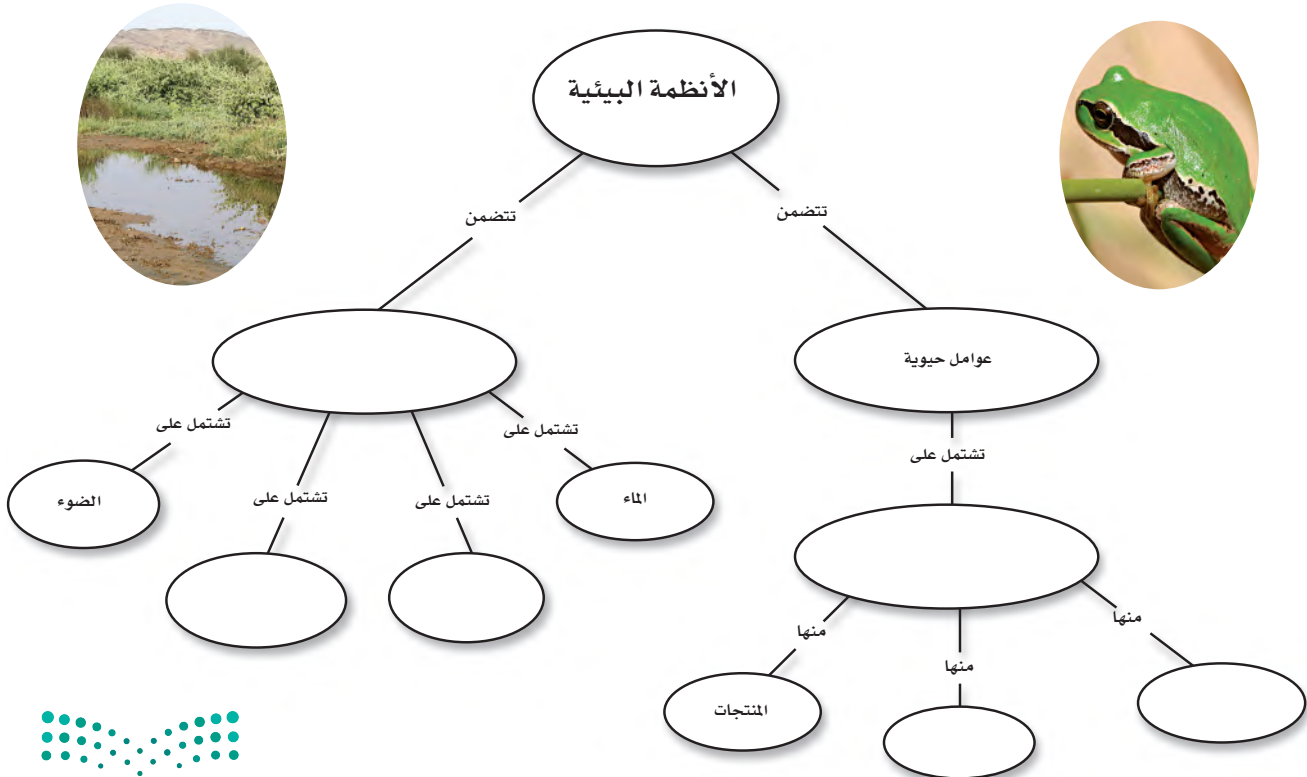 الأنظمة البيئية
تتضمن
تتضمن
عوامل حيوية
تشتمل على
تشتمل على
تشتمل على
تشتمل على
تشتمل على
الماء
الضوء
منها
منها
منها
المنتجات